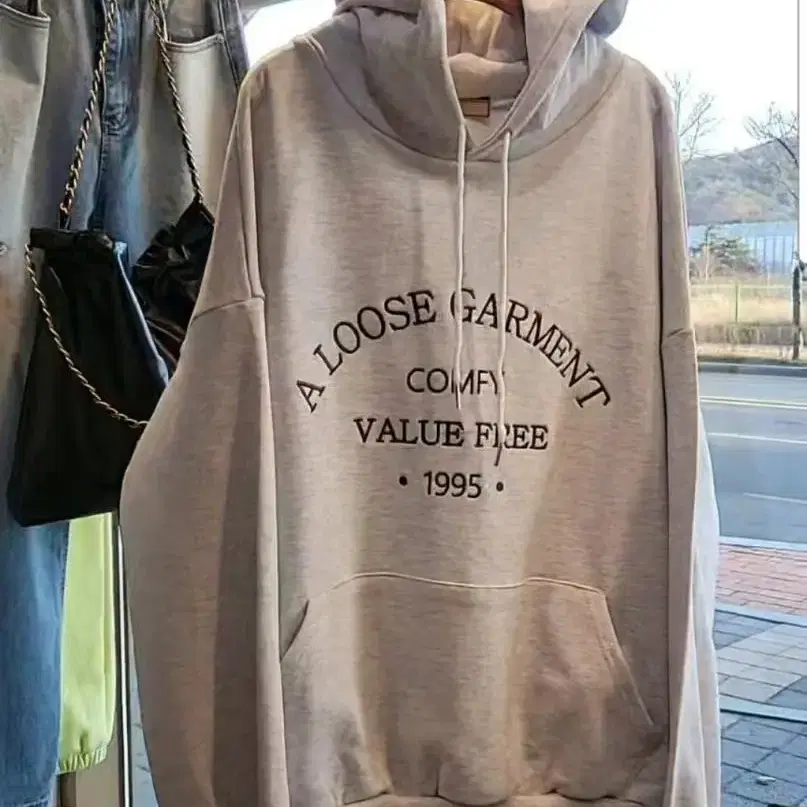 A LOOSE GARMENT
COMFY
VALUE FREE
• 1995 •